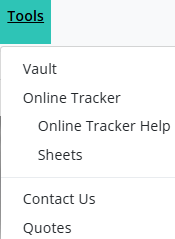 Tools
Vault
Online Tracker
Online Tracker Help
Sheets
Contact Us
Quotes